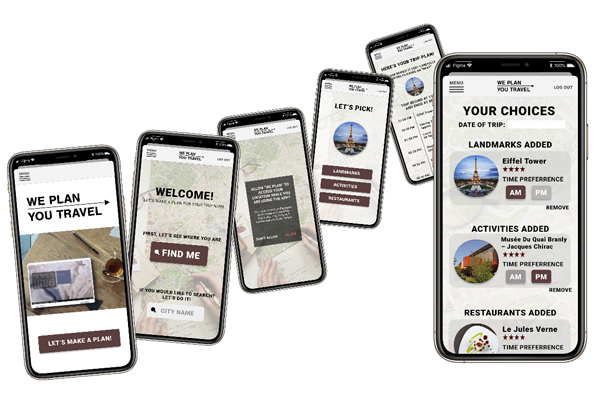 WE PLAN
YOU TRAVEL
LET'S MAKE A PLAN!
MENU
WE PLAN
YOU TRAVEL
LOG OUT
WELCOME!
LET'S MAKE A PLAN FOR YOUR TRIP NOW!
FIRST, LET'S SEE WHERE YOU ARE
FIND ME
IF YOU WOULD LIKE TO SEARCH?
LET'S DO IT!
CITY NAME
WE PLAN
YOU TRAVEL
ALLOW "WE PLAN" TO
ACCESS YOUR
LOCATION WHILE YOU
ARE USING THE APP?
DON'T ALLOW
WE PLAN
YOU TRAVEL
LET'S PICK!
LANDMARKS
ACTIVITIES
RESTAURANTS
WE PLAN
YOU TRAVEL
HERE'S YOUR TRIP PLAN!
Figma
100%
MENU
WE PLAN
YOU TRAVEL
LOG OUT
YOUR CHOICES
DATE OF TRIP:
LANDMARKS ADDED
Eiffel Tower
★★★★
TIME PREFERRENCE
AM PM
REMOVE
ACTIVITIES ADDED
Musée Du Quai Branly
– Jacques Chirac
★★★★
TIME PREFERRENCE
AM PM
REMOVE
RESTAURANTS ADDED
Le Jules Verne
★★★★
TIME PREFERRENCE